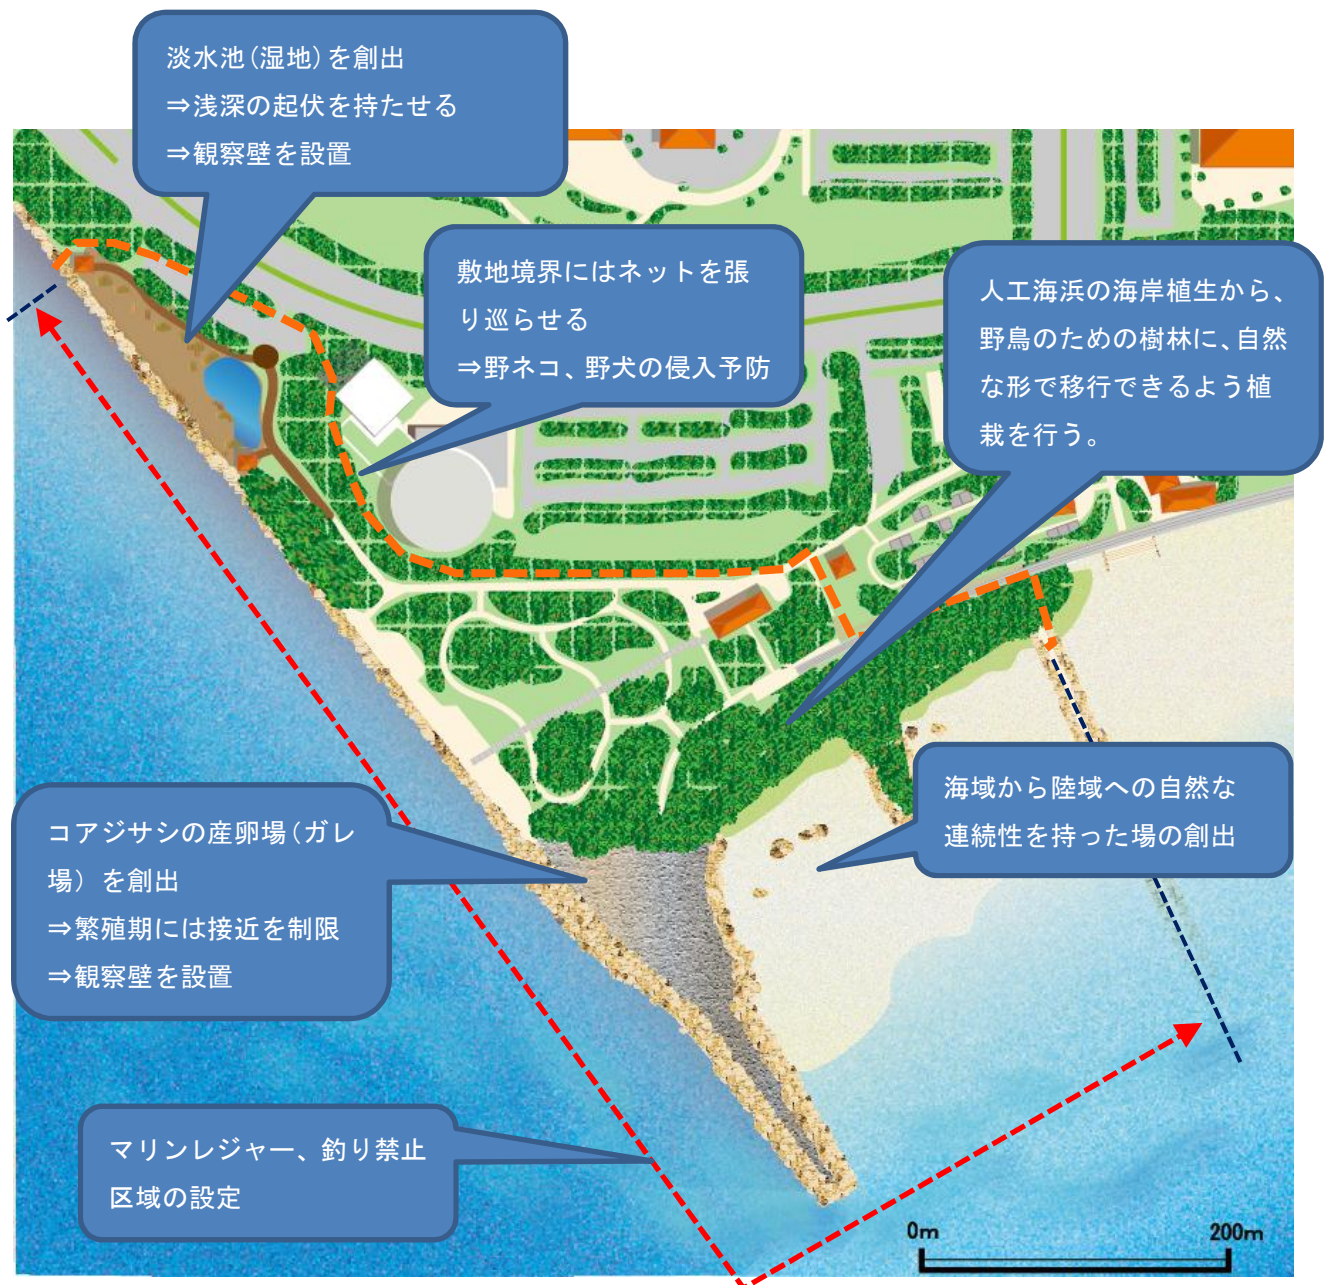 淡水池（湿地）を創出
⇒浅深の起伏を持たせる
⇒観察壁を設置
敷地境界にはネットを張
り巡らせる
⇒野ネコ、野犬の侵入予防
人工海浜の海岸植生から、
野鳥のための樹林に、自然
な形で移行できるよう植
栽を行う。
海域から陸域への自然な
連続性を持った場の創出
コアジサシの産卵場（ガレ
場）を創出
⇒繁殖期には接近を制限
⇒観察壁を設置
マリンレジャー、釣り禁止
区域の設定
0m 200m